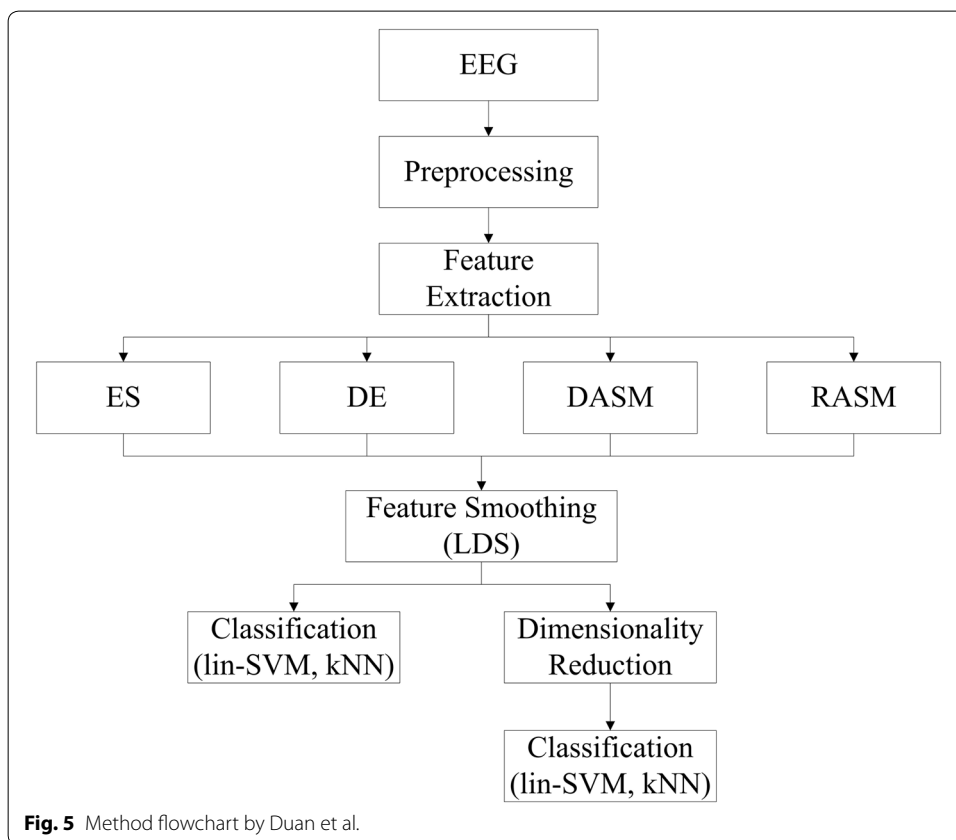 EEG
Preprocessing
Feature
Extraction
ES
DE
DASM
RASM
Feature Smoothing
(LDS)
Classification
(lin-SVM, kNN)
Dimensionality
Reduction
Classification
(lin-SVM, kNN)
Fig. 5 Method flowchart by Duan et al.